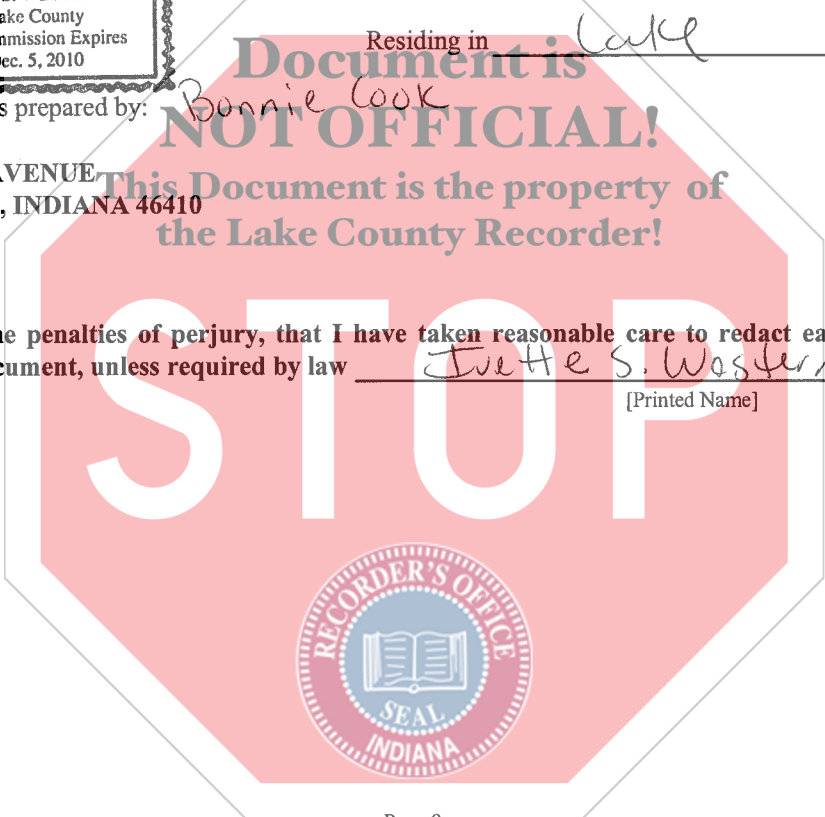 ake County
mmission Expires
ec. 5, 2010
Residing in Lake
Document is
s prepared by: Bonnie Cook
NOT OFFICIAL!
AVENUE
This Document is the property of
, INDIANA 46410
the Lake County Recorder!
e penalties of perjury, that I have taken reasonable care to redact ea
cument, unless required by law Ivette S. Western
[Printed Name]
STOP
RECORDER'S OFFICE
SEAL
INDIANA